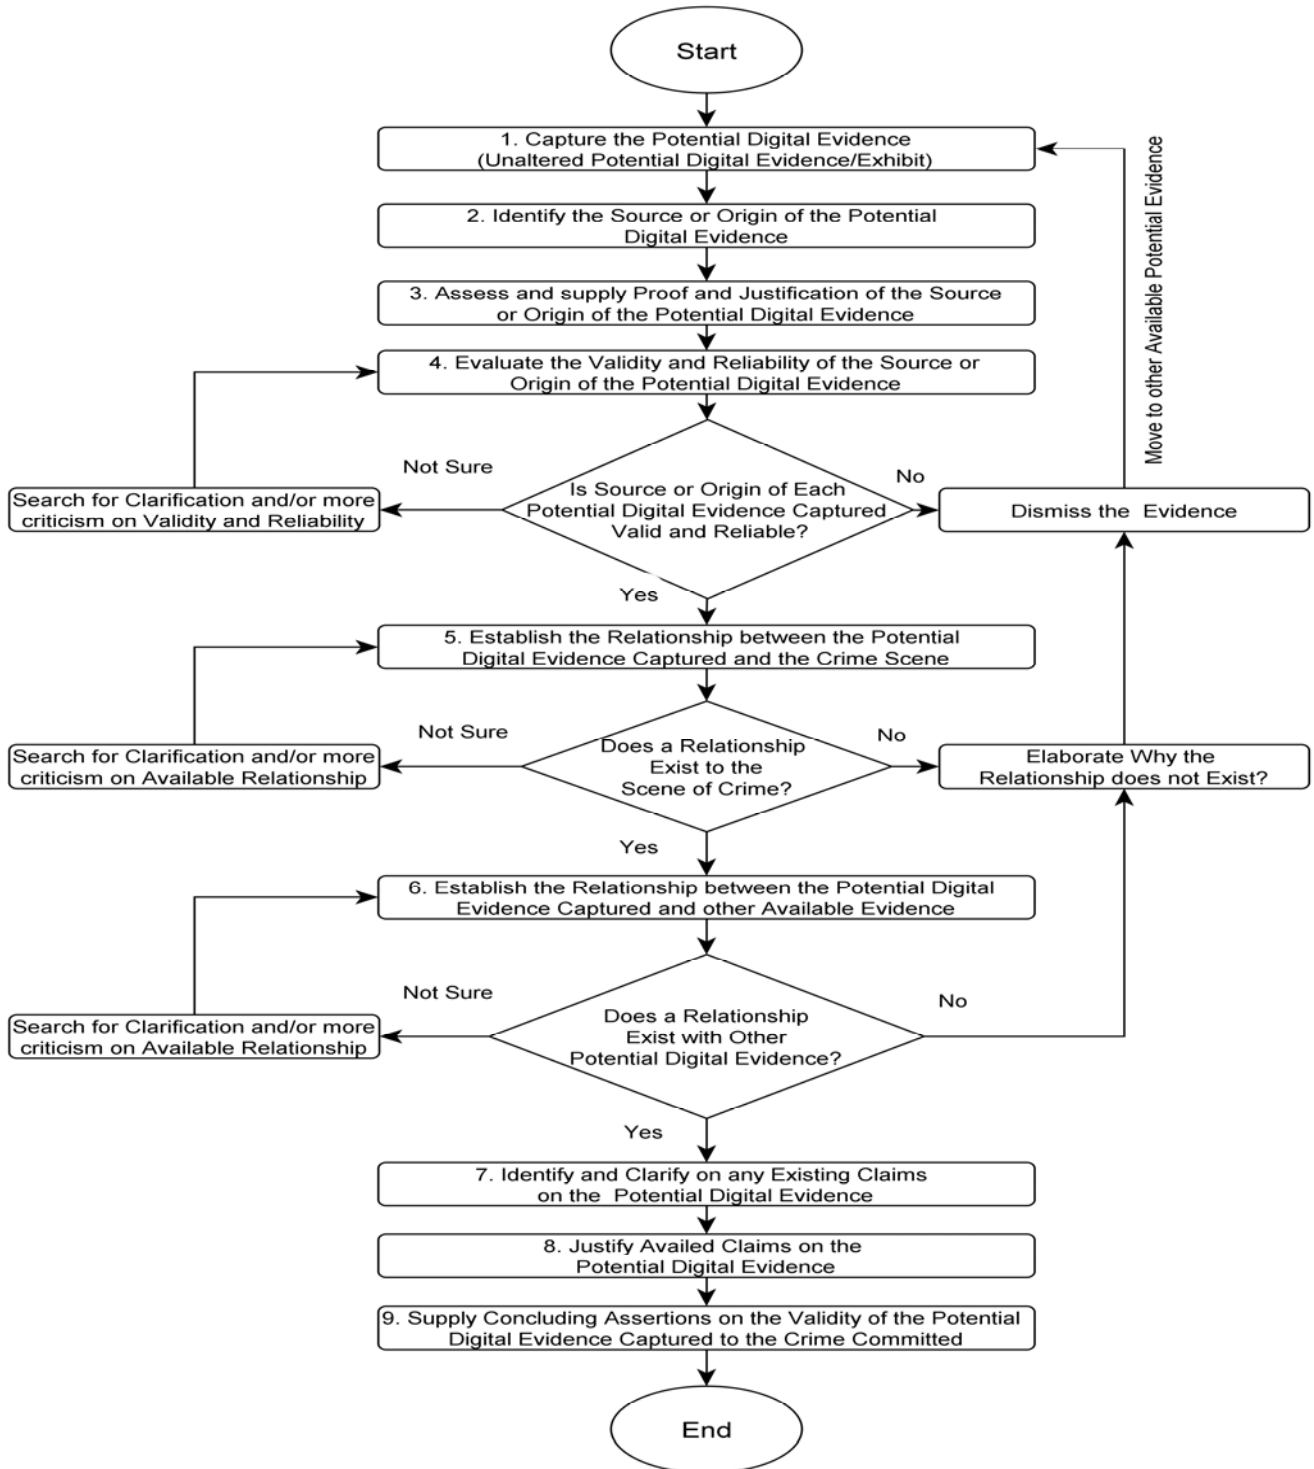 Start
1. Capture the Potential Digital Evidence
(Unaltered Potential Digital Evidence/Exhibit)
Move to other Available Potential Evidence
2. Identify the Source or Origin of the Potential
Digital Evidence
3. Assess and supply Proof and Justification of the Source
or Origin of the Potential Digital Evidence
4. Evaluate the Validity and Reliability of the Source or
Origin of the Potential Digital Evidence
Not Sure
No
Search for Clarification and/or more
criticism on Validity and Reliability
Is Source or Origin of Each
Potential Digital Evidence Captured
Valid and Reliable?
Dismiss the Evidence
Yes
5. Establish the Relationship between the Potential
Digital Evidence Captured and the Crime Scene
Not Sure
No
Search for Clarification and/or more
criticism on Available Relationship
Does a Relationship
Exist to the
Scene of Crime?
Elaborate Why the
Relationship does not Exist?
Yes
6. Establish the Relationship between the Potential Digital
Evidence Captured and other Available Evidence
Not Sure
No
Search for Clarification and/or more
criticism on Available Relationship
Does a Relationship
Exist with Other
Potential Digital Evidence?
Yes
7. Identify and Clarify on any Existing Claims
on the Potential Digital Evidence
8. Justify Availed Claims on the
Potential Digital Evidence
9. Supply Concluding Assertions on the Validity of the Potential
Digital Evidence Captured to the Crime Committed
End